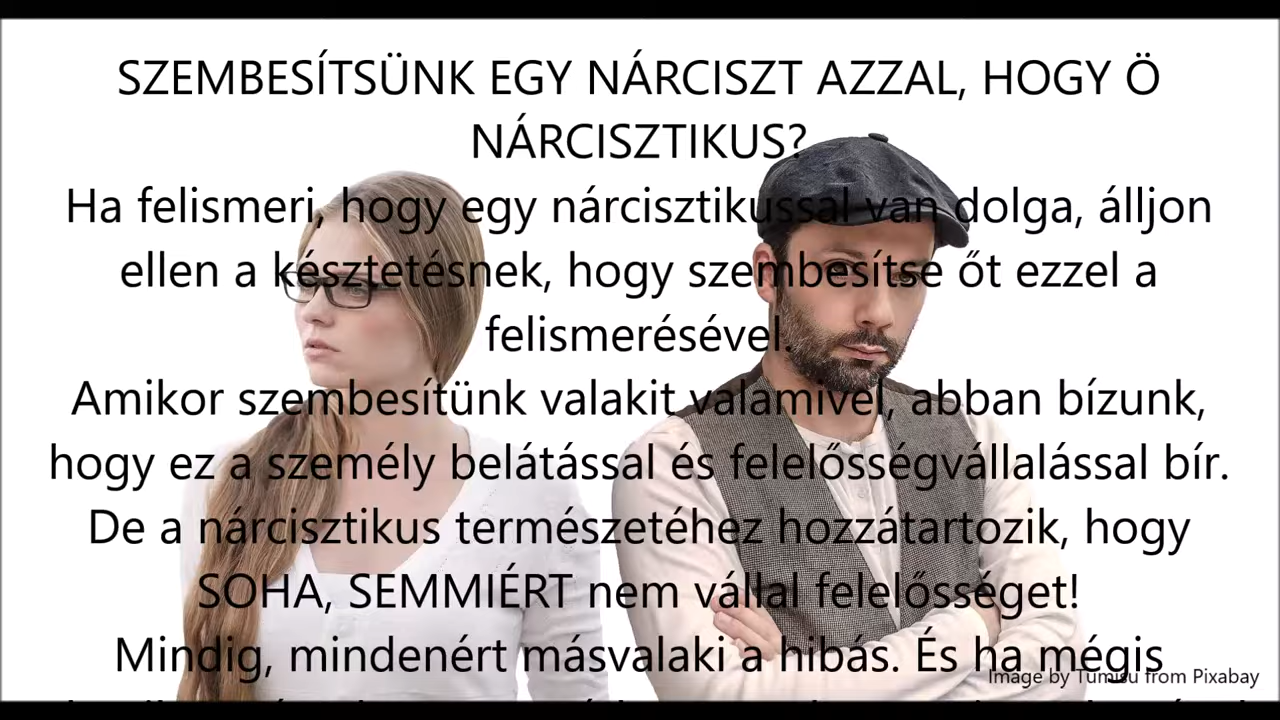 SZEMBESÍTSÜNK EGY NÁRCISZT AZZAL, HOGY Ö
NÁRCISZTIKUS?
Ha felismeri, hogy egy nárcisztikussal van dolga, álljon
ellen a késztetésnek, hogy szembesítse őt ezzel a
felismerésével.
Amikor szembesítünk valakit valamivel, abban bízunk,
hogy ez a személy belátással és felelősségvállalással bír.
De a nárcisztikus természetéhez hozzátartozik, hogy
SOHA, SEMMIÉRT nem vállal felelősséget!
Mindig, mindenért másvalaki a hibás. És ha mégis
Image by Tumisu from Pixabay